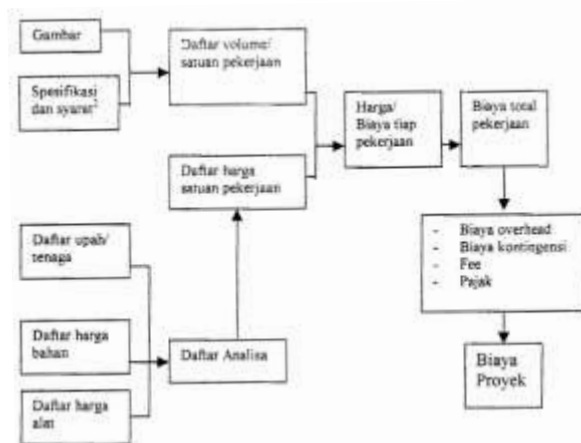 Gambar
Spesifikasi
dan syarat²
Daftar volume/
satuan pekerjaan
Daftar harga
satuan pekerjaan
Harga/
Biaya tiap
pekerjaan
Biaya total
pekerjaan
- Biaya overhead
- Biaya kontingensi
- Fee
- Pajak
Biaya
Proyek
Daftar upah/
tenaga
Daftar harga
bahan
Daftar harga
alat
Daftar Analisa